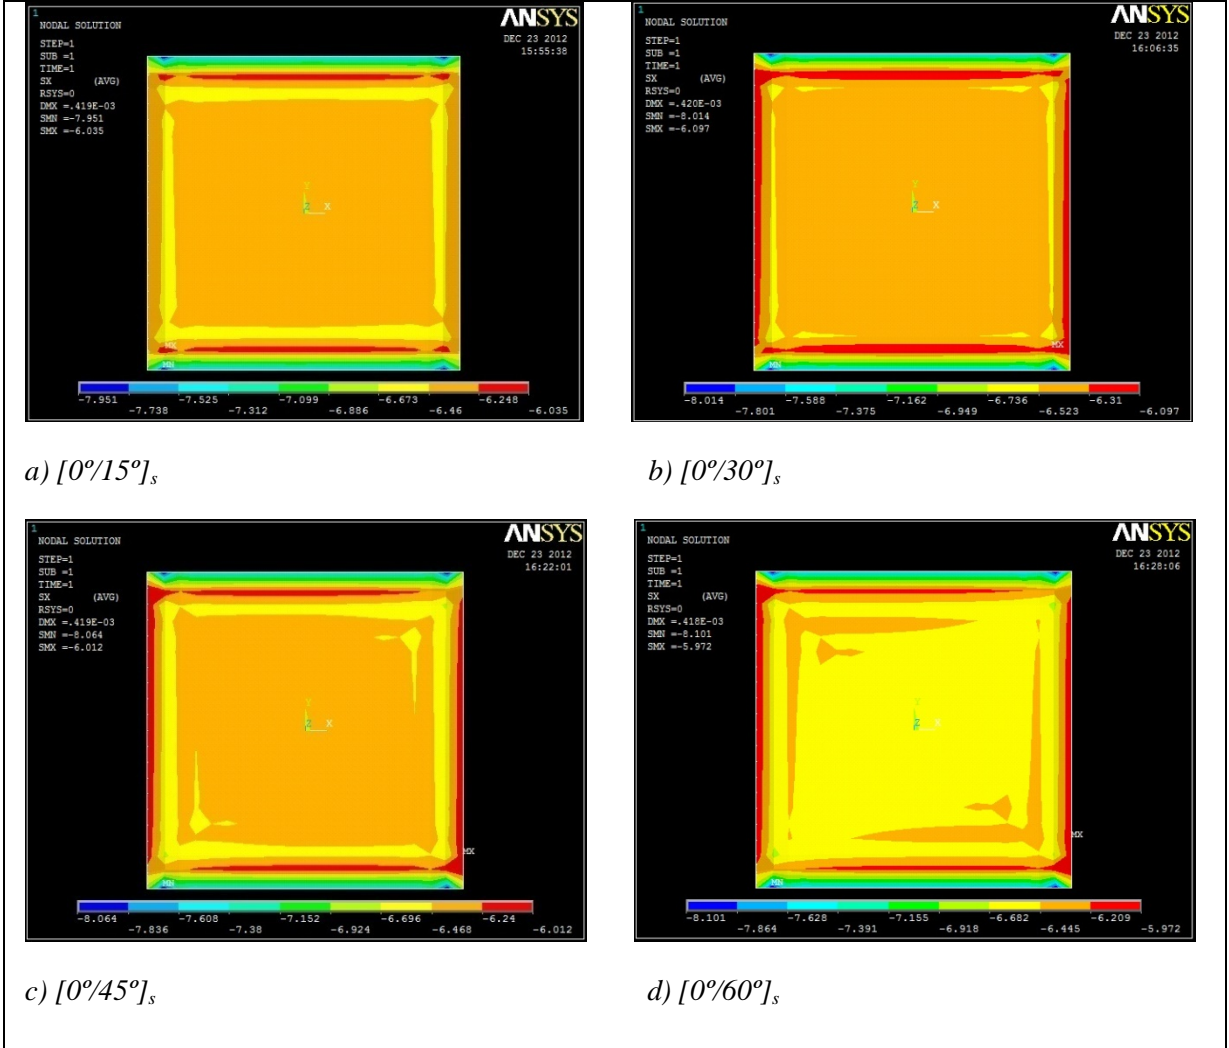 1
NODAL SOLUTION
STEP=1
SUB =1
TIME=1
SX (AVG)
RSYS=0
DMX =.419E-03
SMN =-7.951
SMX =-6.035
ANSYS
DEC 23 2012
15:55:38
Y
Z X
MX
MN
-7.951 -7.525 -7.099 -6.673 -6.248
-7.738 -7.312 -6.886 -6.46 -6.035
a) [0º/15º]s
1
NODAL SOLUTION
STEP=1
SUB =1
TIME=1
SX (AVG)
RSYS=0
DMX =.420E-03
SMN =-8.014
SMX =-6.097
ANSYS
DEC 23 2012
16:06:35
Y
Z X
MX
MN
-8.014 -7.588 -7.162 -6.736 -6.31
-7.801 -7.375 -6.949 -6.523 -6.097
b) [0º/30º]s
1
NODAL SOLUTION
STEP=1
SUB =1
TIME=1
SX (AVG)
RSYS=0
DMX =.419E-03
SMN =-8.064
SMX =-6.012
ANSYS
DEC 23 2012
16:22:01
Y
Z X
MX
MN
-8.064 -7.608 -7.152 -6.696 -6.24
-7.836 -7.38 -6.924 -6.468 -6.012
c) [0º/45º]s
1
NODAL SOLUTION
STEP=1
SUB =1
TIME=1
SX (AVG)
RSYS=0
DMX =.418E-03
SMN =-8.101
SMX =-5.972
ANSYS
DEC 23 2012
16:28:06
Y
Z X
MX
MN
-8.101 -7.628 -7.155 -6.682 -6.209
-7.864 -7.391 -6.918 -6.445 -5.972
d) [0º/60º]s